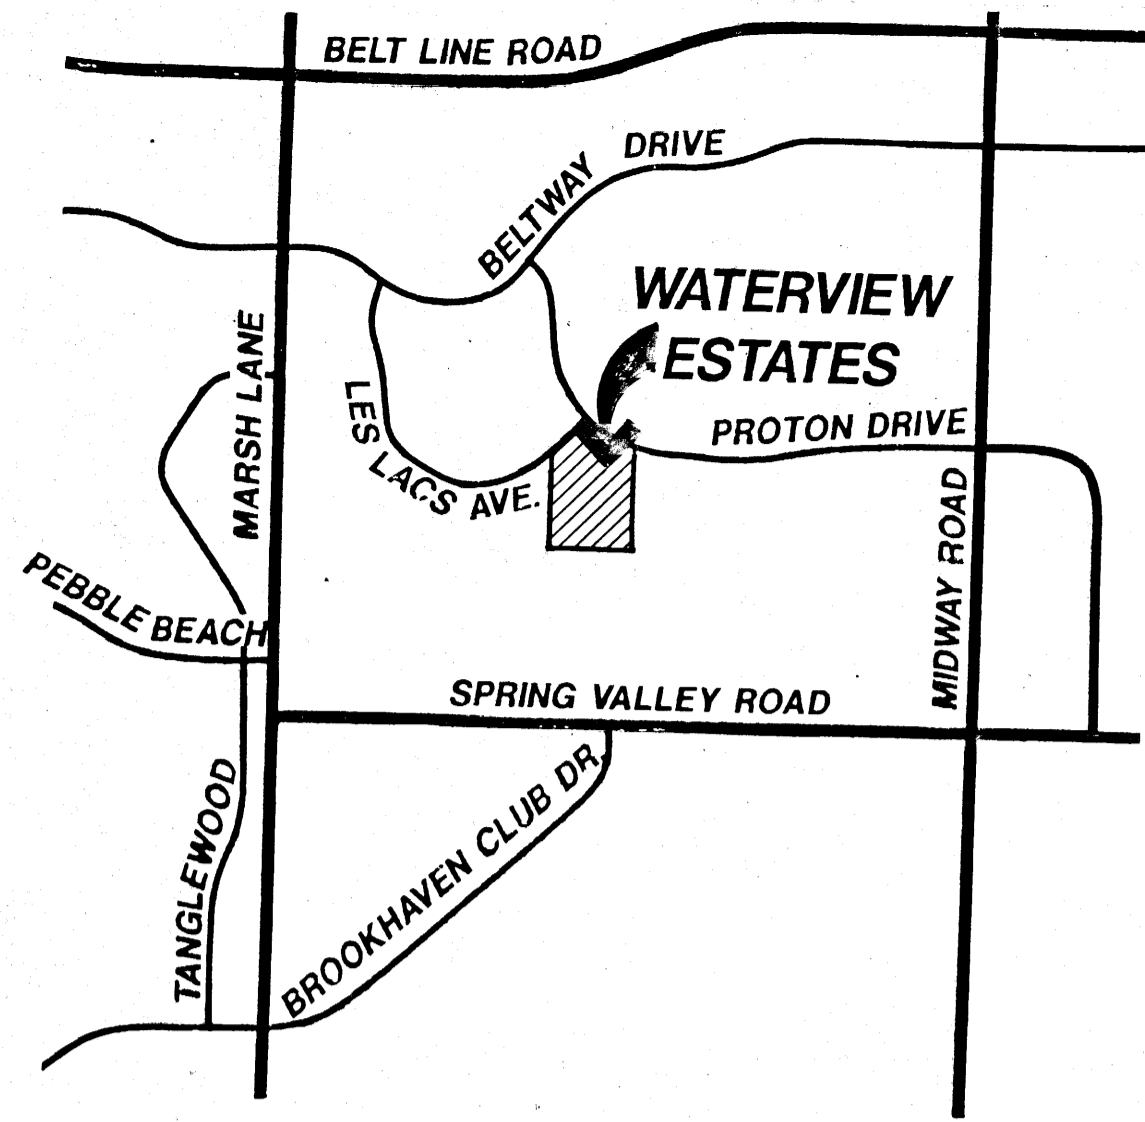 BELT LINE ROAD
BELTWAY DRIVE
WATERVIEW
ESTATES
MARSH LANE
LES LACS AVE.
PROTON DRIVE
MIDWAY ROAD
PEBBLE BEACH
SPRING VALLEY ROAD
TANGLEWOOD
BROOKHAVEN CLUB DR.